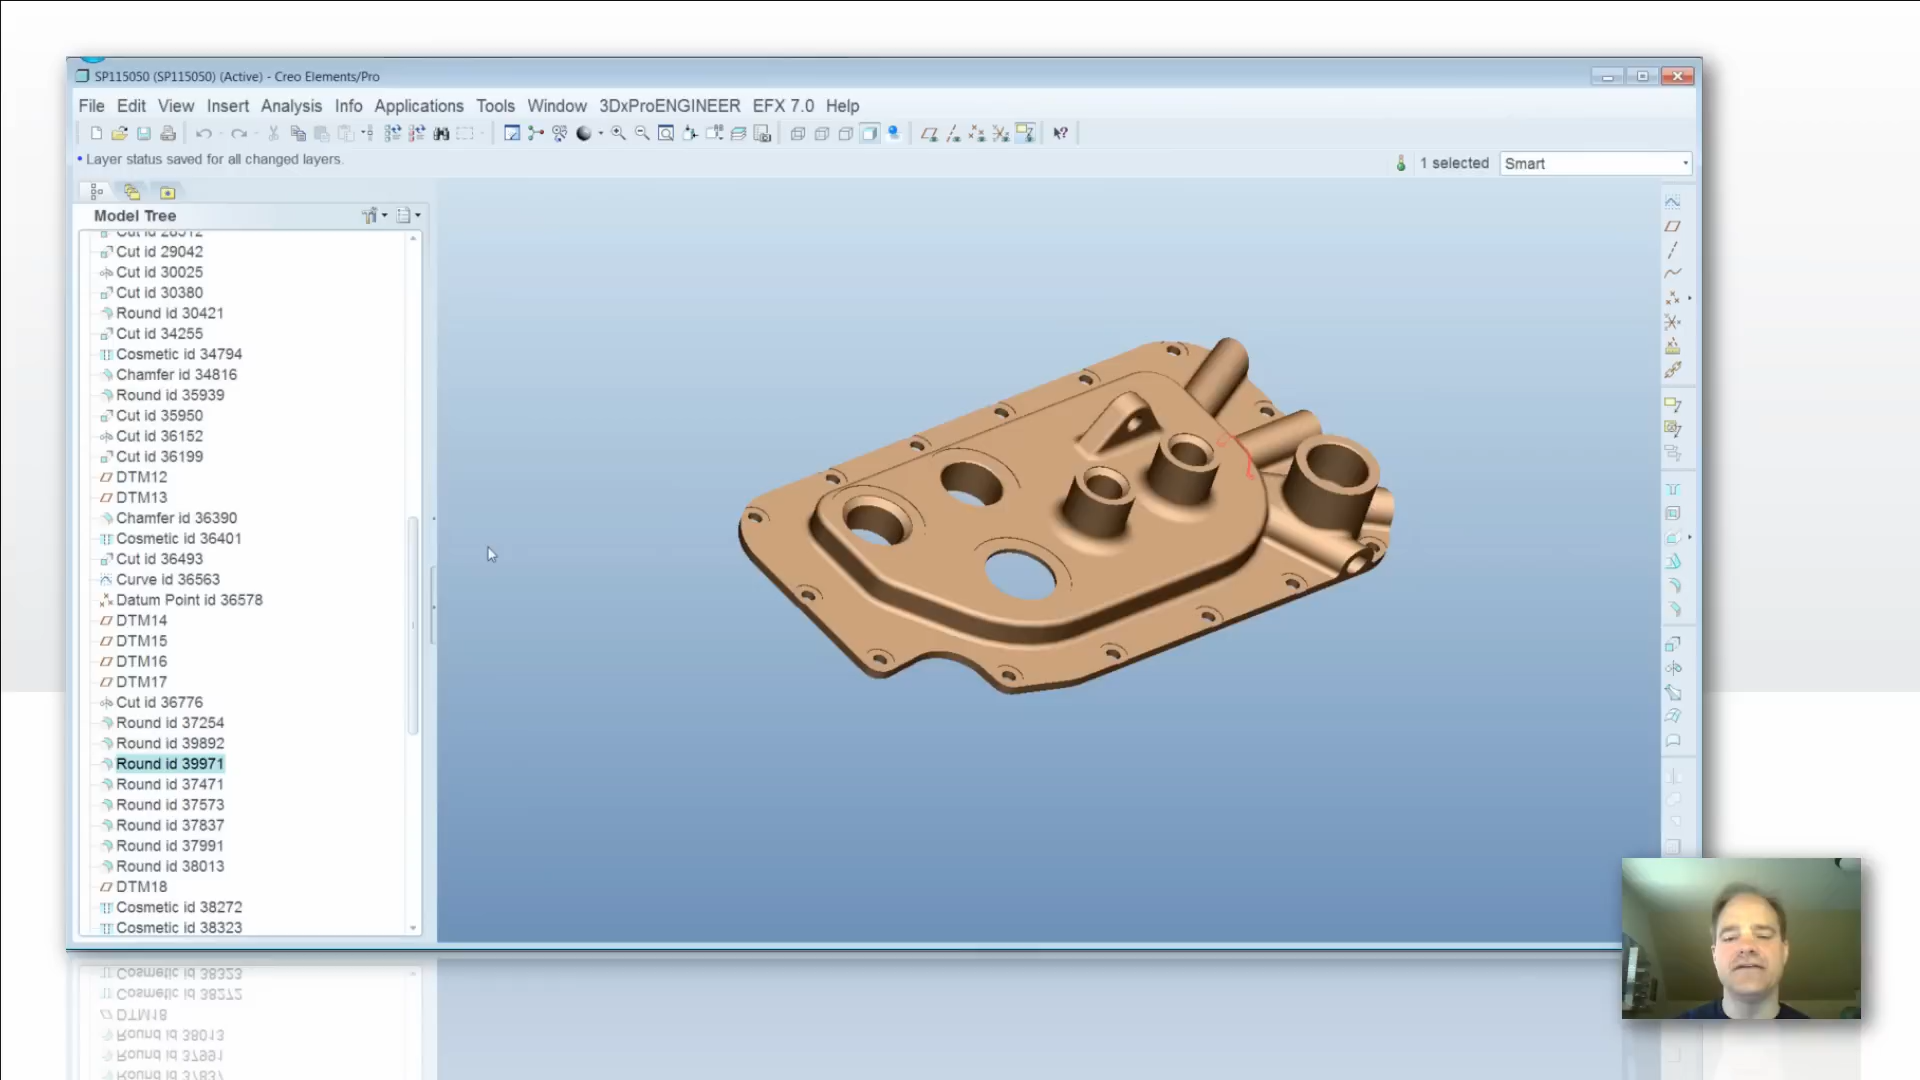 SP115050 (SP115050) (Active) - Creo Elements/Pro
File Edit View Insert Analysis Info Applications Tools Window 3DxProENGINEER EFX 7.0 Help
Layer status saved for all changed layers.
1 selected Smart
Model Tree
Cut id 29042
Cut id 30025
Cut id 30380
Round id 30421
Cut id 34255
Cosmetic id 34794
Chamfer id 34816
Round id 35939
Cut id 35950
Cut id 36152
Cut id 36199
DTM12
DTM13
Chamfer id 36390
Cosmetic id 36401
Cut id 36493
Curve id 36563
Datum Point id 36578
DTM14
DTM15
DTM16
DTM17
Cut id 36776
Round id 37254
Round id 39892
Round id 39971
Round id 37471
Round id 37573
Round id 37837
Round id 37991
Round id 38013
DTM18
Cosmetic id 38272
Cosmetic id 38323